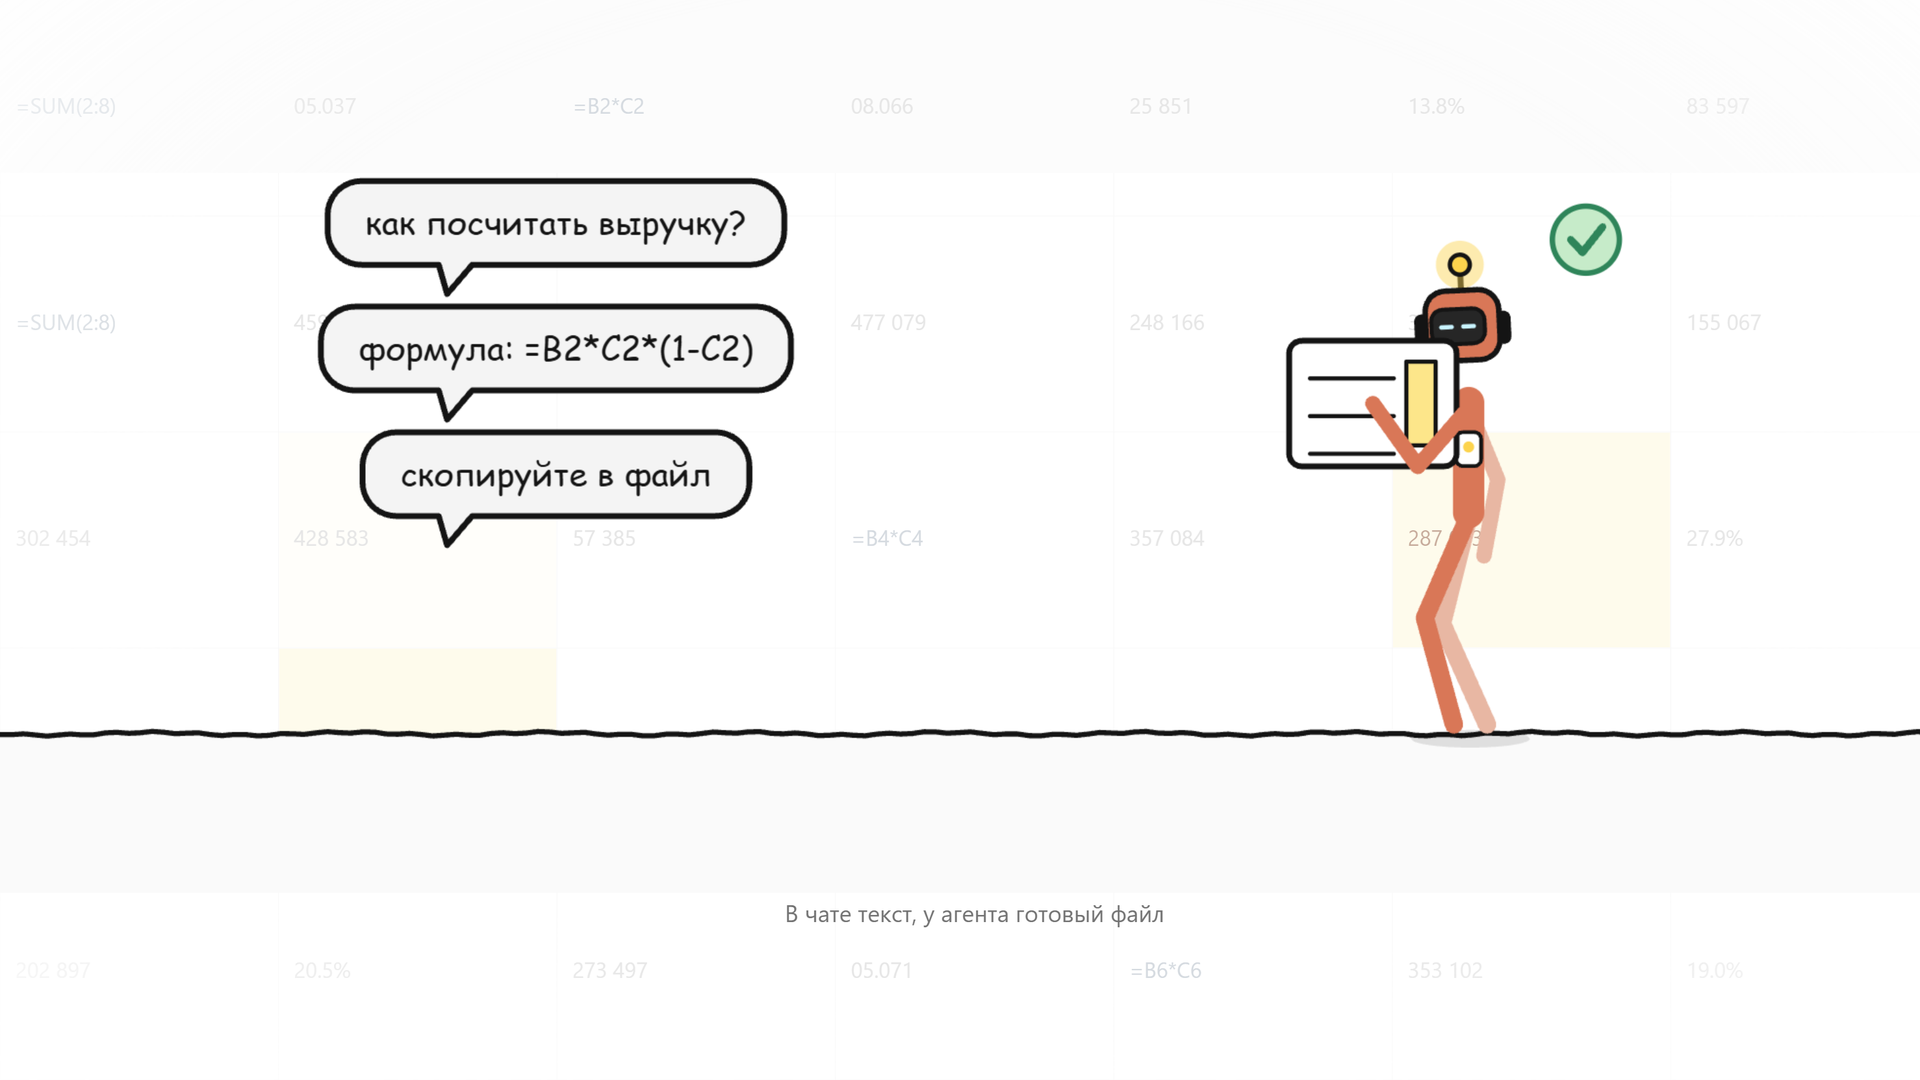 =SUM(2:8) 05.037 =B2*C2 08.066 25 851 13.8% 83 597
как посчитать выручку?
=SUM(2:8) 477 079 248 166 155 067
формула: =B2*C2*(1-C2)
скопируйте в файл
302 454 428 583 57 385 =B4*C4 357 084 27.9%
В чате текст, у агента готовый файл
202 897 20.5% 273 497 05.071 =B6*C6 353 102 19.0%